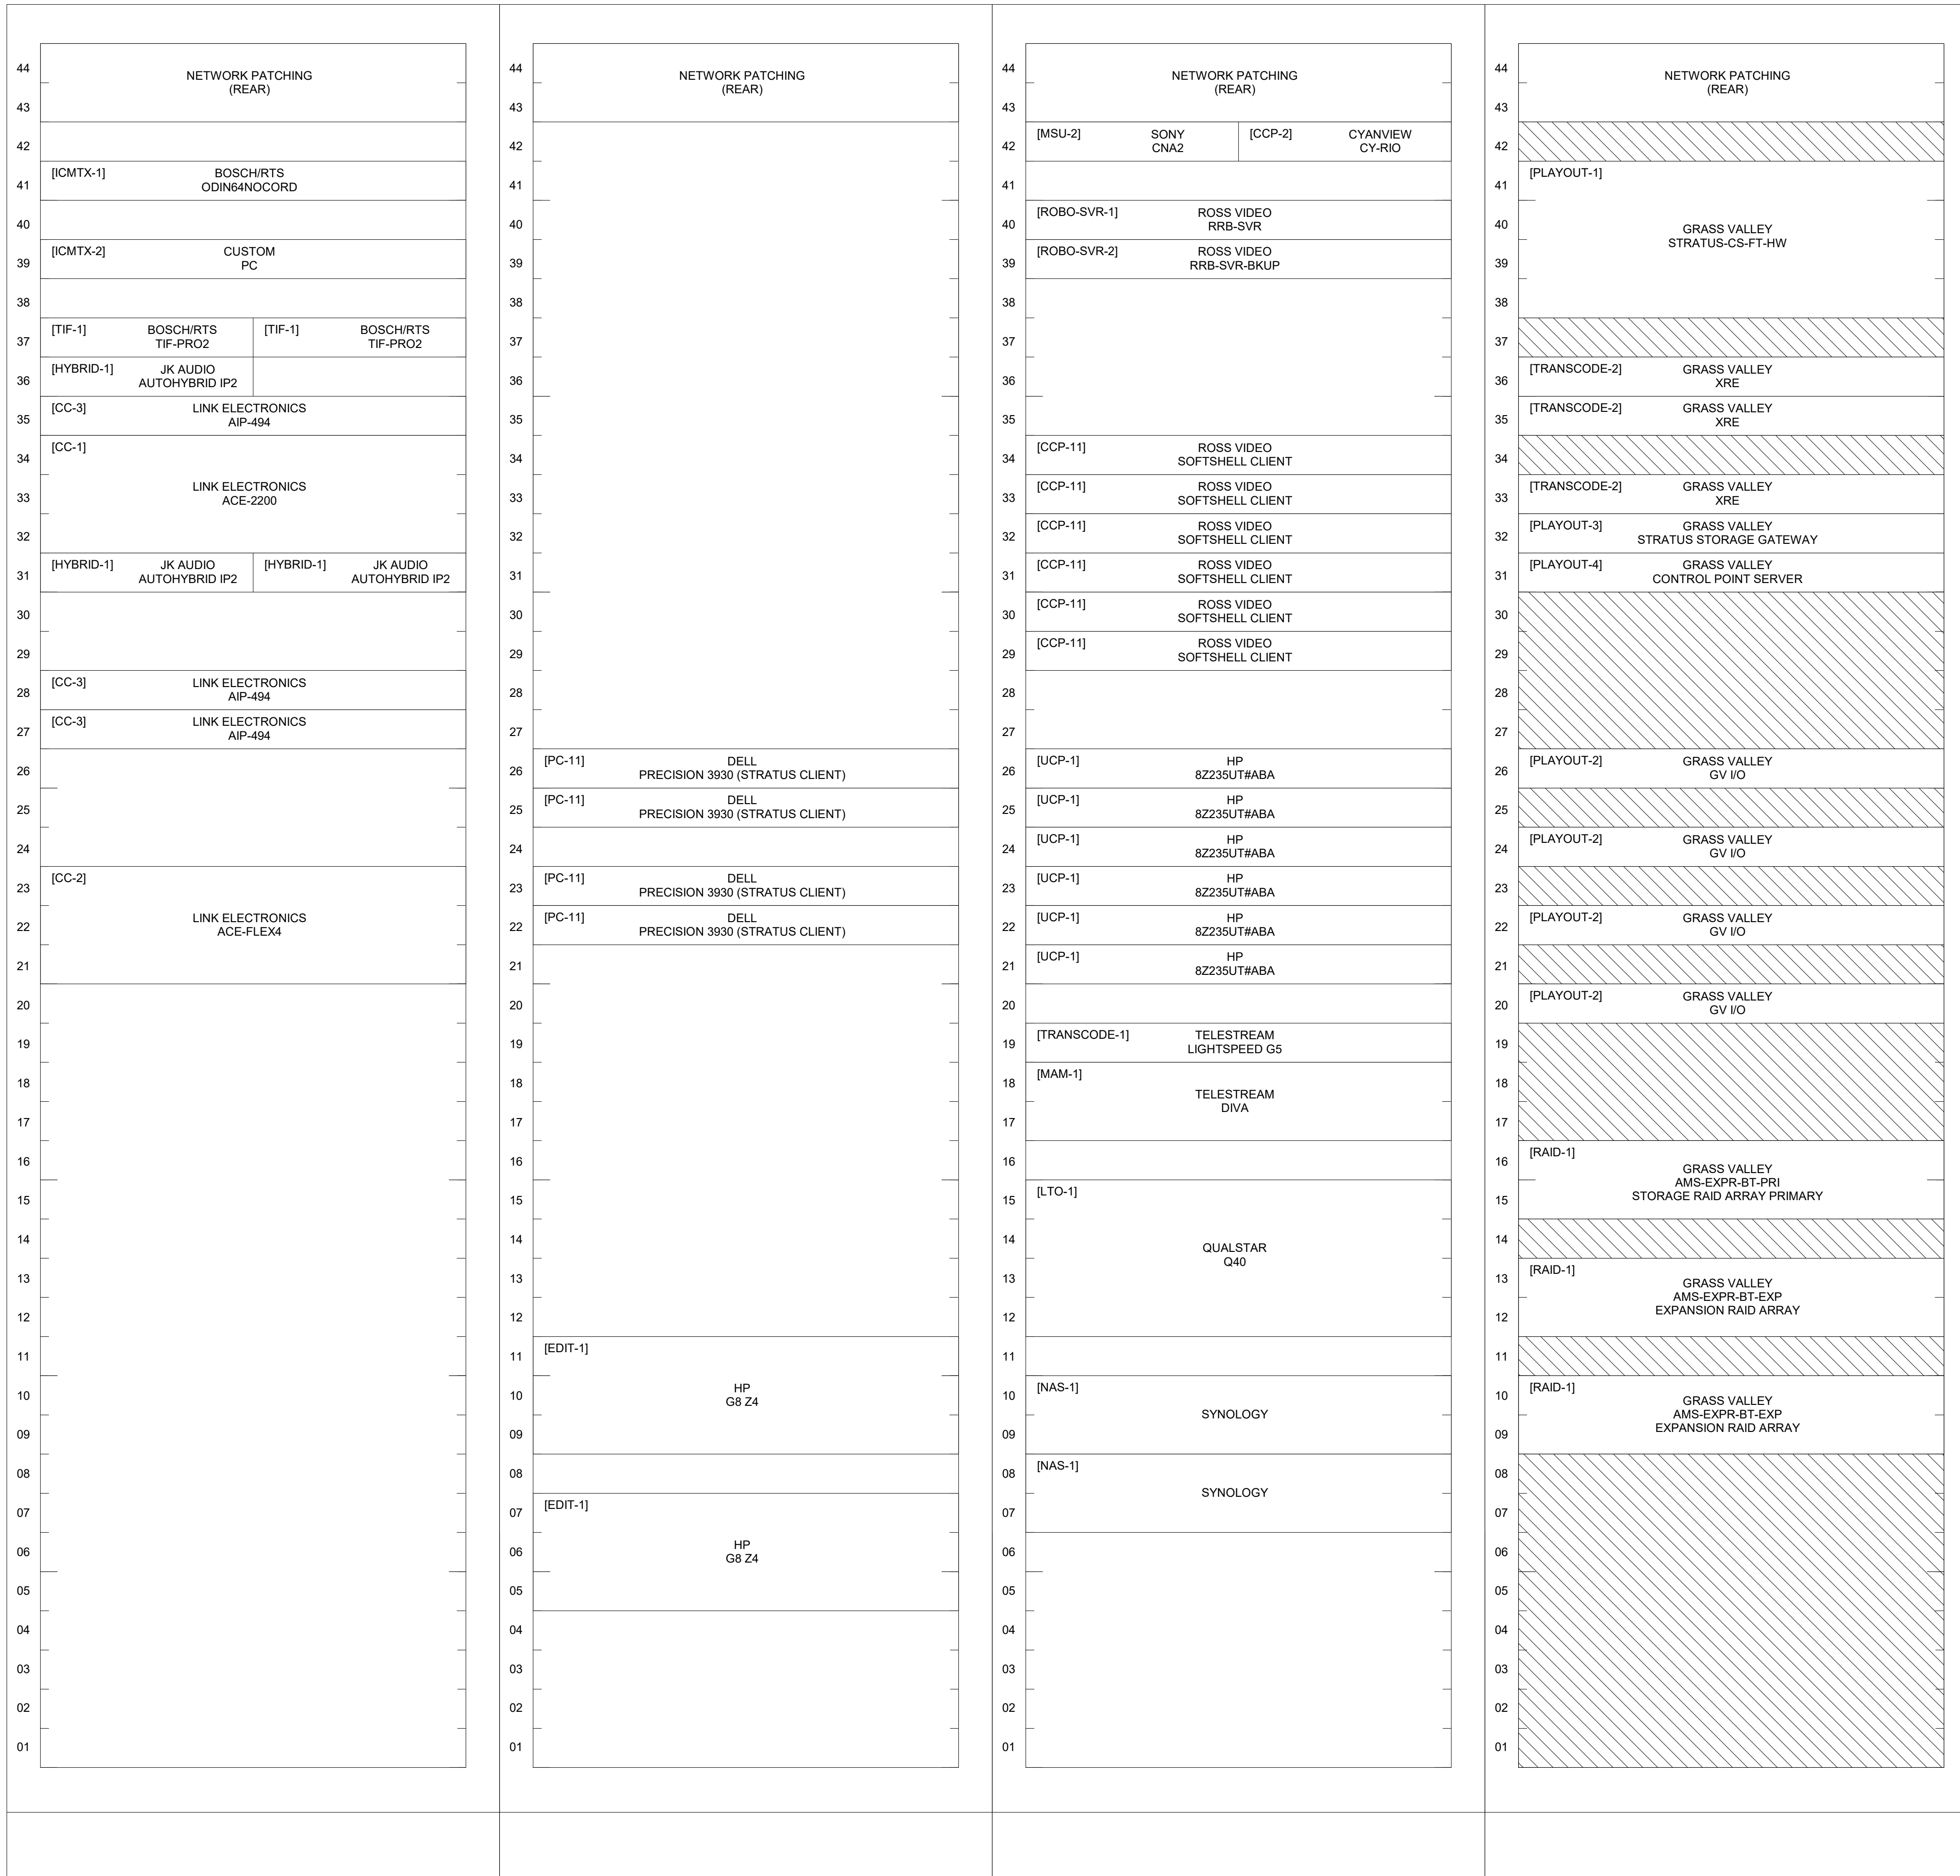 44
NETWORK PATCHING
(REAR)
43
42
[ICMTX-1] BOSCH/RTS
41 ODIN64NOCORD
40
[ICMTX-2] CUSTOM
39 PC
38
[TIF-1] BOSCH/RTS [TIF-1] BOSCH/RTS
37 TIF-PRO2 TIF-PRO2
[HYBRID-1] JK AUDIO
36 AUTOHYBRID IP2
[CC-3] LINK ELECTRONICS
35 AIP-494
[CC-1]
34
LINK ELECTRONICS
33 ACE-2200
32
[HYBRID-1] JK AUDIO [HYBRID-1] JK AUDIO
31 AUTOHYBRID IP2 AUTOHYBRID IP2
30
29
[CC-3] LINK ELECTRONICS
28 AIP-494
[CC-3] LINK ELECTRONICS
27 AIP-494
26
25
24
[CC-2]
23
LINK ELECTRONICS
22 ACE-FLEX4
21
20
19
18
17
16
15
14
13
12
11
10
09
08
07
06
05
04
03
02
01
44
NETWORK PATCHING
(REAR)
43
42
41
40
39
38
37
36
35
34
33
32
31
30
29
28
27
[PC-11] DELL
26 PRECISION 3930 (STRATUS CLIENT)
[PC-11] DELL
25 PRECISION 3930 (STRATUS CLIENT)
24
[PC-11] DELL
23 PRECISION 3930 (STRATUS CLIENT)
[PC-11] DELL
22 PRECISION 3930 (STRATUS CLIENT)
21
20
19
18
17
16
15
14
13
12
[EDIT-1]
11
HP
10 G8 Z4
09
08
[EDIT-1]
07
HP
06 G8 Z4
05
04
03
02
01
44
NETWORK PATCHING
(REAR)
43
[MSU-2] SONY [CCP-2] CYANVIEW
42 CNA2 CY-RIO
41
[ROBO-SVR-1] ROSS VIDEO
40 RRB-SVR
[ROBO-SVR-2] ROSS VIDEO
39 RRB-SVR-BKUP
38
37
36
35
[CCP-11] ROSS VIDEO
34 SOFTSHELL CLIENT
[CCP-11] ROSS VIDEO
33 SOFTSHELL CLIENT
[CCP-11] ROSS VIDEO
32 SOFTSHELL CLIENT
[CCP-11] ROSS VIDEO
31 SOFTSHELL CLIENT
[CCP-11] ROSS VIDEO
30 SOFTSHELL CLIENT
[CCP-11] ROSS VIDEO
29 SOFTSHELL CLIENT
28
27
[UCP-1] HP
26 8Z235UT#ABA
[UCP-1] HP
25 8Z235UT#ABA
[UCP-1] HP
24 8Z235UT#ABA
[UCP-1] HP
23 8Z235UT#ABA
[UCP-1] HP
22 8Z235UT#ABA
[UCP-1] HP
21 8Z235UT#ABA
20
[TRANSCODE-1] TELESTREAM
19 LIGHTSPEED G5
[MAM-1]
18
TELESTREAM
DIVA
17
16
[LTO-1]
15
14
QUALSTAR
Q40
13
12
11
[NAS-1]
10
SYNOLOGY
09
[NAS-1]
08
SYNOLOGY
07
06
05
04
03
02
01
44
NETWORK PATCHING
(REAR)
43
42
[PLAYOUT-1]
41
40 GRASS VALLEY
STRATUS-CS-FT-HW
39
38
37
[TRANSCODE-2] GRASS VALLEY
36 XRE
[TRANSCODE-2] GRASS VALLEY
35 XRE
34
[TRANSCODE-2] GRASS VALLEY
33 XRE
[PLAYOUT-3] GRASS VALLEY
32 STRATUS STORAGE GATEWAY
[PLAYOUT-4] GRASS VALLEY
31 CONTROL POINT SERVER
30
29
28
27
[PLAYOUT-2] GRASS VALLEY
26 GV I/O
25
[PLAYOUT-2] GRASS VALLEY
24 GV I/O
23
[PLAYOUT-2] GRASS VALLEY
22 GV I/O
21
[PLAYOUT-2] GRASS VALLEY
20 GV I/O
19
18
17
[RAID-1]
16 GRASS VALLEY
AMS-EXPR-BT-PRI
15 STORAGE RAID ARRAY PRIMARY
14
[RAID-1]
13 GRASS VALLEY
AMS-EXPR-BT-EXP
12 EXPANSION RAID ARRAY
11
[RAID-1]
10 GRASS VALLEY
AMS-EXPR-BT-EXP
09 EXPANSION RAID ARRAY
08
07
06
05
04
03
02
01